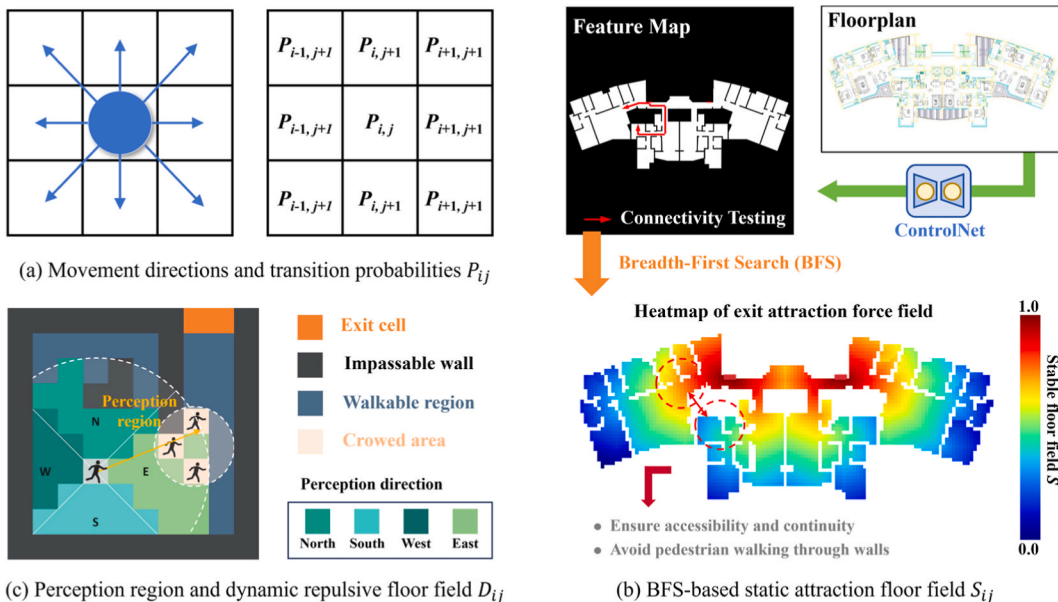 P_{i-1, j+1} P_{i, j+1} P_{i+1, j+1}
P_{i-1, j+1} P_{i, j} P_{i+1, j+1}
P_{i-1, j+1} P_{i, j+1} P_{i+1, j+1}
(a) Movement directions and transition probabilities P_{ij}
Exit cell
Impassable wall
Walkable region
Crowed area
Perception
region
N
W
E
S
Perception direction
North South West East
(c) Perception region and dynamic repulsive floor field D_{ij}
Feature Map
Connectivity Testing
Floorplan
ControlNet
Breadth-First Search (BFS)
Heatmap of exit attraction force field
1.0
Stable floor field S
0.0
● Ensure accessibility and continuity
● Avoid pedestrian walking through walls
(b) BFS-based static attraction floor field S_{ij}